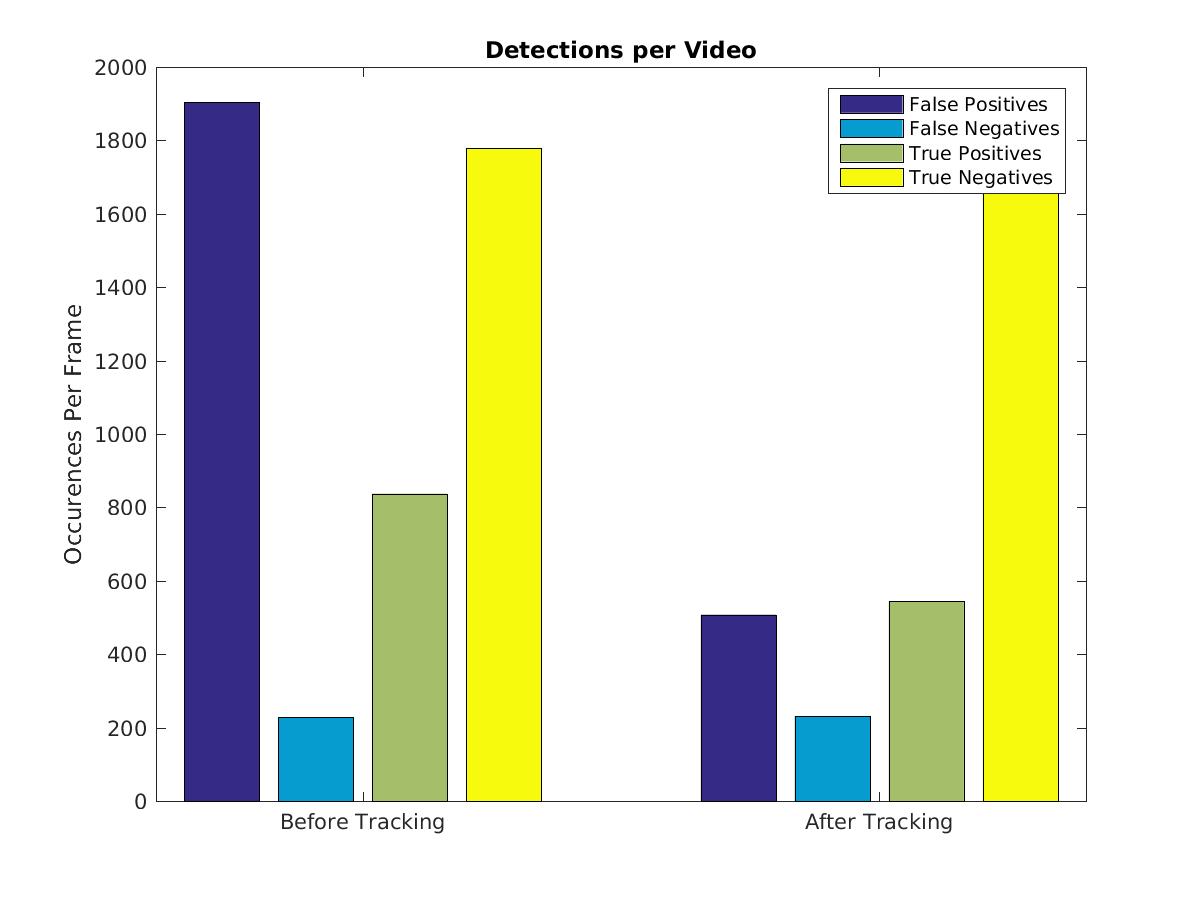 Detections per Video
2000
1800
1600
1400
1200
1000
800
600
400
200
0
Occurences Per Frame
False Positives
False Negatives
True Positives
True Negatives
Before Tracking
After Tracking